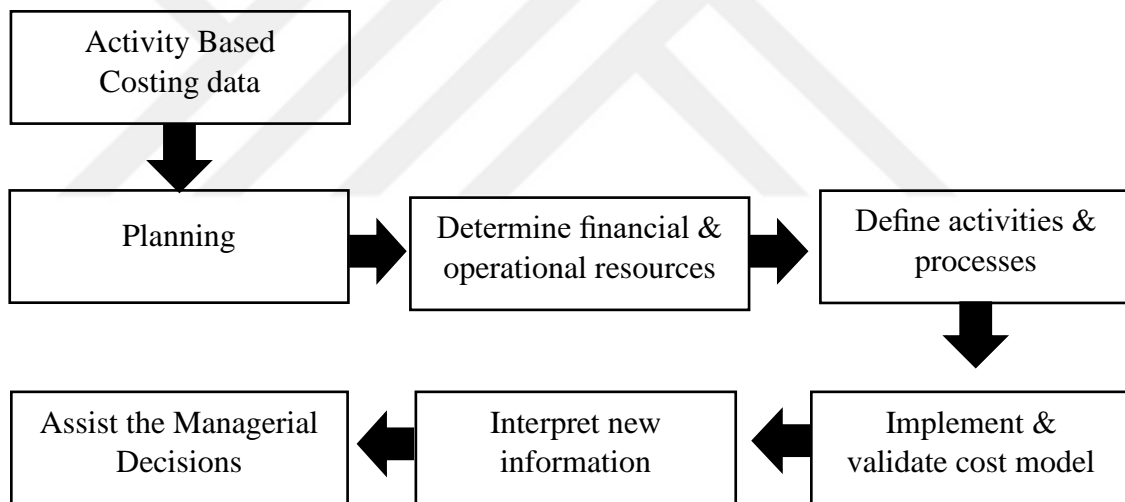 Activity Based
Costing data
Planning
Determine financial &
operational resources
Define activities &
processes
Implement &
validate cost model
Interpret new
information
Assist the Managerial
Decisions